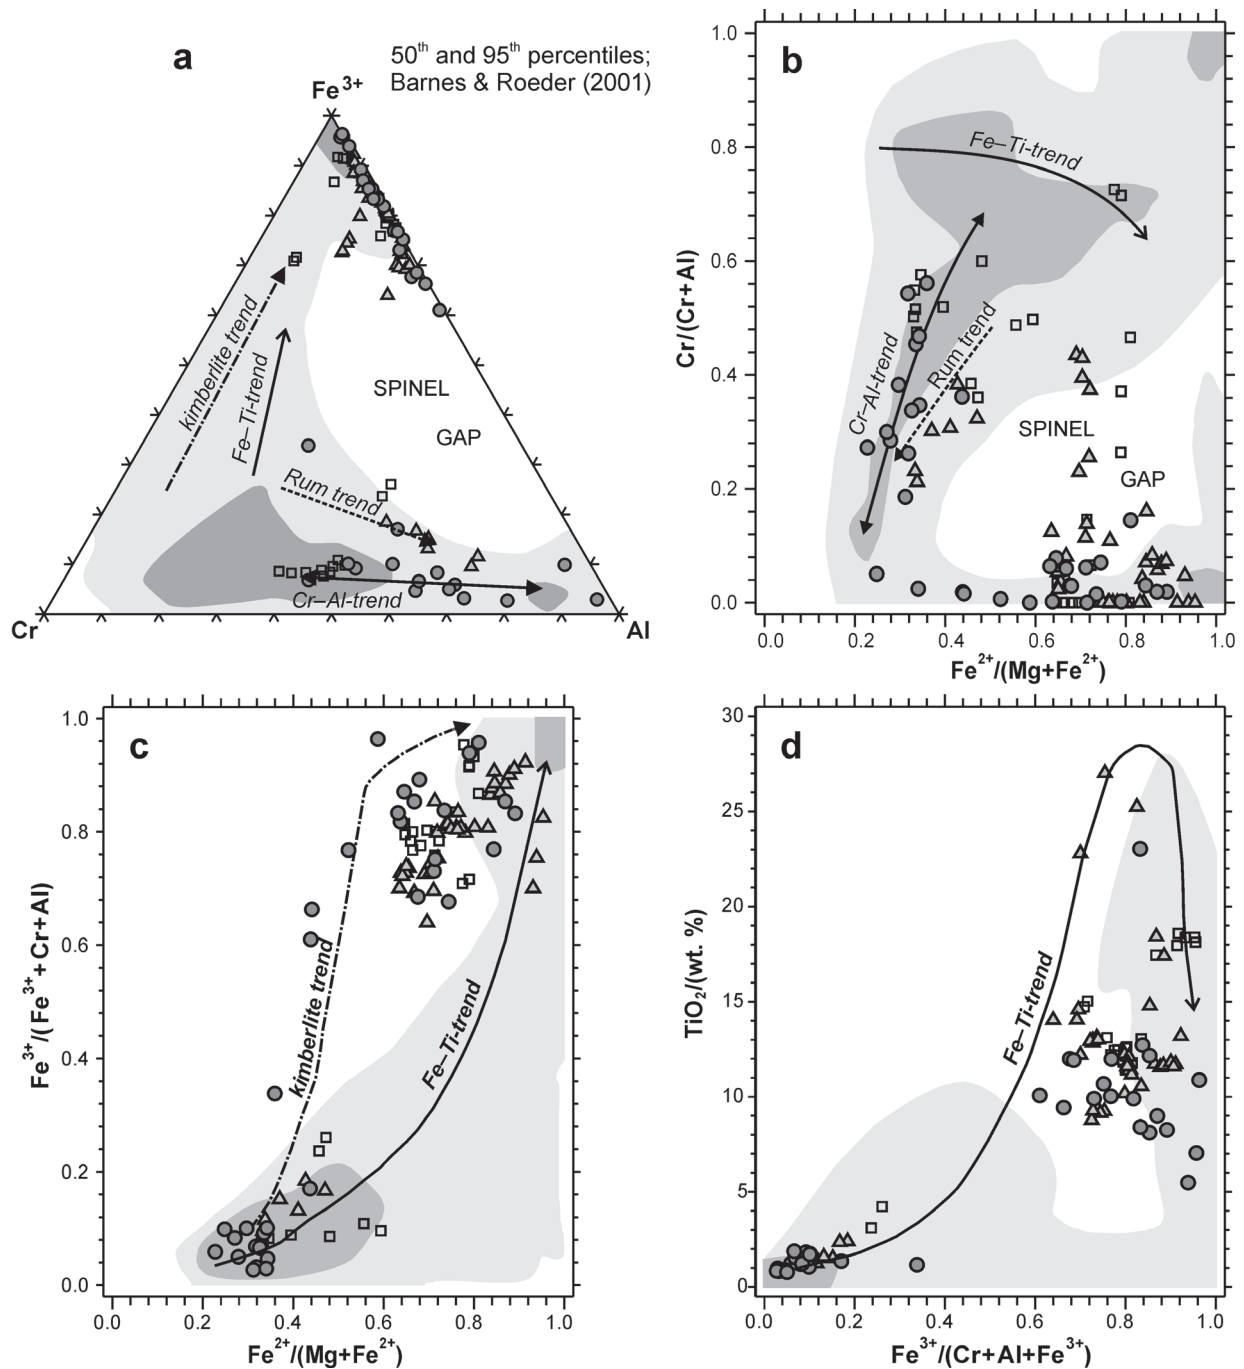 a
50th and 95th percentiles;
Barnes & Roeder (2001)
Fe3+
kimberlite trend
Fe–Ti-trend
SPINEL
GAP
Rum trend
Cr–Al-trend
Cr
Al
b
1.0
0.8
0.6
0.4
0.2
0.0
Cr/(Cr+Al)
Fe–Ti-trend
Cr–Al-trend
Rum trend
SPINEL
GAP
0.0 0.2 0.4 0.6 0.8 1.0
Fe2+/(Mg+Fe2+)
c
1.0
0.8
0.6
0.4
0.2
0.0
Fe3+/(Fe3++Cr+Al)
kimberlite trend
Fe–Ti-trend
0.0 0.2 0.4 0.6 0.8 1.0
Fe2+/(Mg+Fe2+)
d
30
25
20
15
10
5
0
TiO2/(wt. %)
Fe–Ti-trend
0.0 0.2 0.4 0.6 0.8 1.0
Fe3+/(Cr+Al+Fe3+)